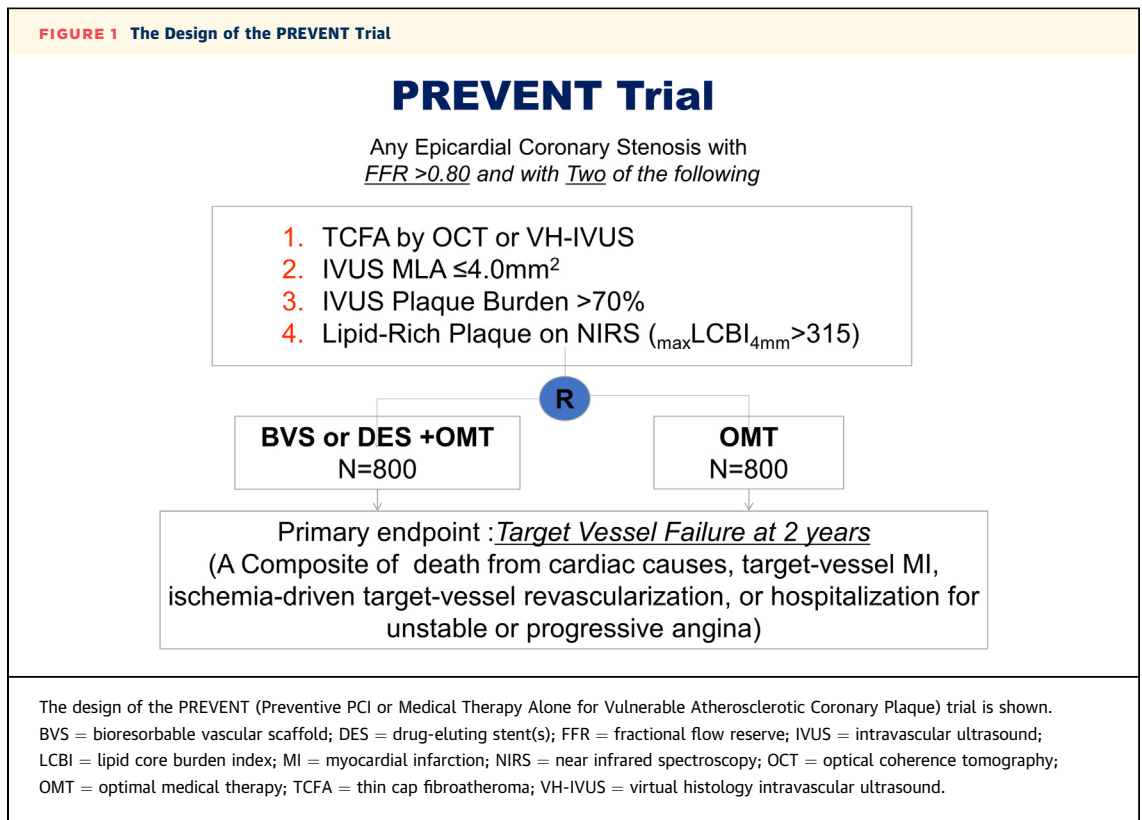 FIGURE 1 The Design of the PREVENT Trial
PREVENT Trial
Any Epicardial Coronary Stenosis with
FFR >0.80 and with Two of the following
1. TCFA by OCT or VH-IVUS
2. IVUS MLA ≤4.0mm²
3. IVUS Plaque Burden >70%
4. Lipid-Rich Plaque on NIRS (maxLCBI4mm>315)
R
BVS or DES +OMT
N=800
OMT
N=800
Primary endpoint :Target Vessel Failure at 2 years
(A Composite of death from cardiac causes, target-vessel MI,
ischemia-driven target-vessel revascularization, or hospitalization for
unstable or progressive angina)
The design of the PREVENT (Preventive PCI or Medical Therapy Alone for Vulnerable Atherosclerotic Coronary Plaque) trial is shown.
BVS = bioresorbable vascular scaffold; DES = drug-eluting stent(s); FFR = fractional flow reserve; IVUS = intravascular ultrasound;
LCBI = lipid core burden index; MI = myocardial infarction; NIRS = near infrared spectroscopy; OCT = optical coherence tomography;
OMT = optimal medical therapy; TCFA = thin cap fibroatheroma; VH-IVUS = virtual histology intravascular ultrasound.